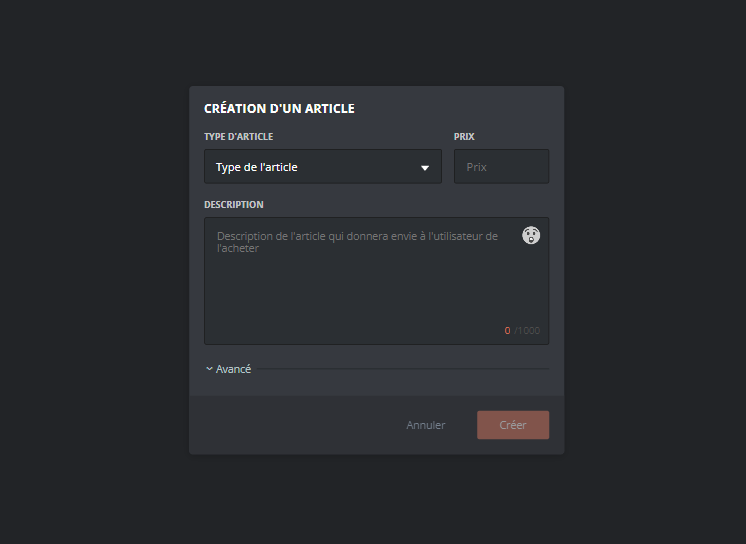 CRÉATION D'UN ARTICLE
TYPE D'ARTICLE
PRIX
Type de l'article
Prix
DESCRIPTION
Description de l'article qui donnera envie à l'utilisateur de
l'acheter
0 /1000
Avancé
Annuler
Créer